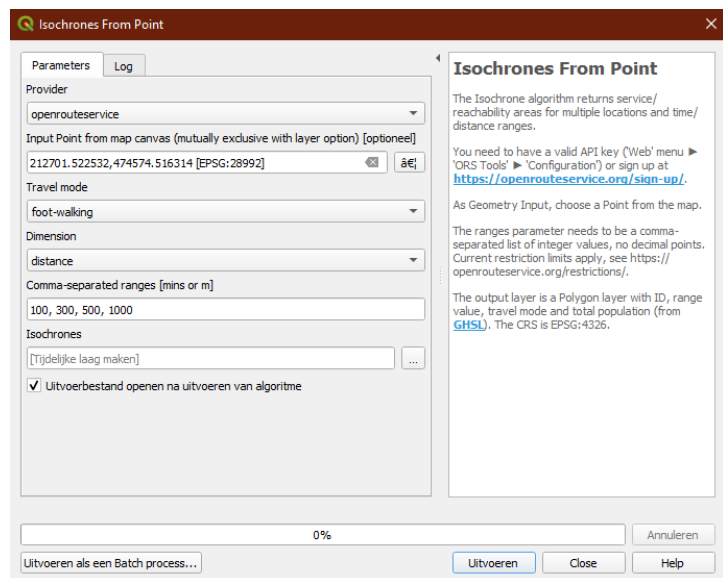 Isochrones From Point
Parameters
Log
Provider
openrouteservice
Input Point from map canvas (mutually exclusive with layer option) [optioneel]
212701.522532,474574.516314 [EPSG:28992]
â€¦
Travel mode
foot-walking
Dimension
distance
Comma-separated ranges [mins or m]
100, 300, 500, 1000
Isochrones
[Tijdelijke laag maken]
...
Uitvoerbestand openen na uitvoeren van algoritme
Isochrones From Point
The Isochrone algorithm returns service/
reachability areas for multiple locations and time/
distance ranges.
You need to have a valid API key ('Web' menu ►
'ORS Tools' ► 'Configuration') or sign up at
https://openrouteservice.org/sign-up/.
As Geometry Input, choose a Point from the map.
The ranges parameter needs to be a comma-
separated list of integer values, no decimal points.
Current restriction limits apply, see https://
openrouteservice.org/restrictions/.
The output layer is a Polygon layer with ID, range
value, travel mode and total population (from
GHSL). The CRS is EPSG:4326.
0%
Annuleren
Uitvoeren als een Batch process...
Uitvoeren
Close
Help